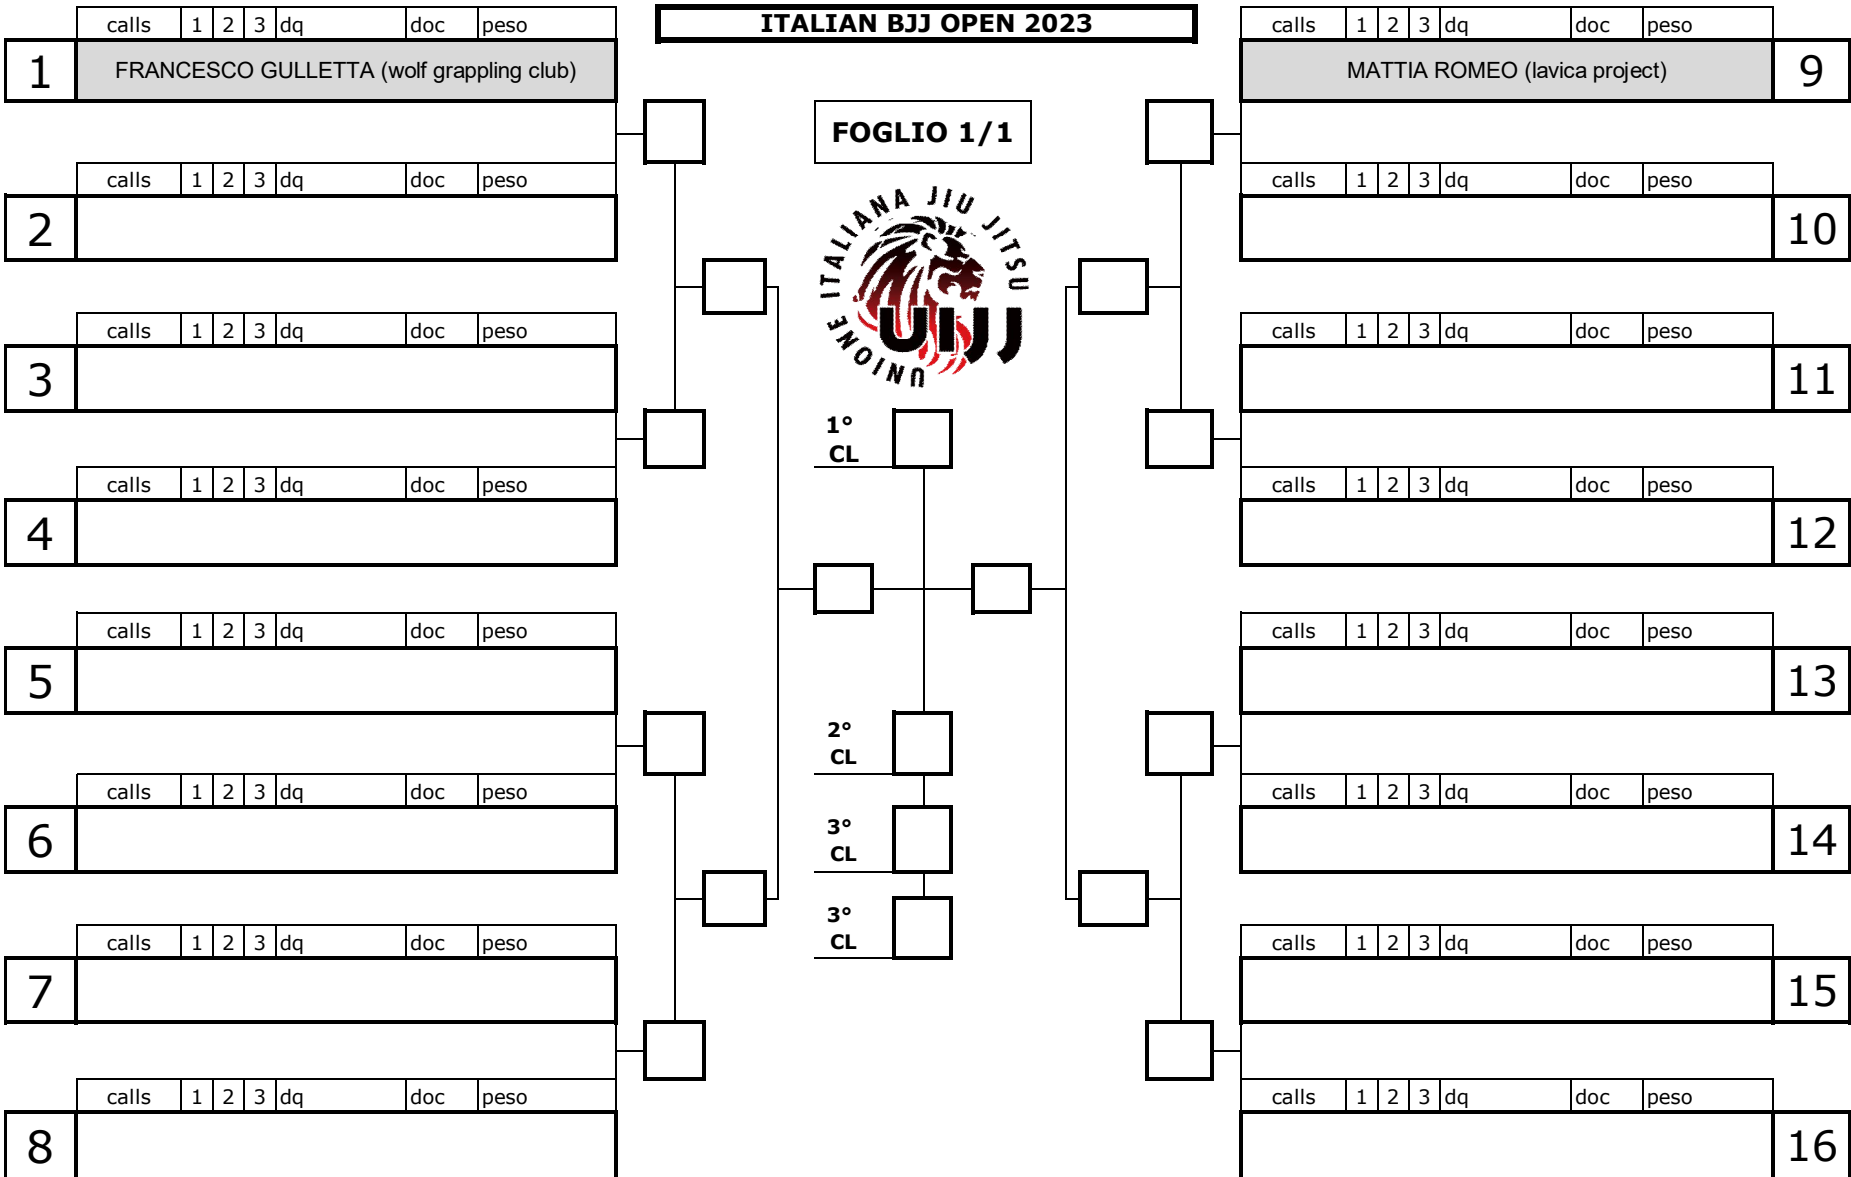 ITALIAN BJJ OPEN 2023
calls 1 2 3 dq doc peso
1 FRANCESCO GULLETTA (wolf grappling club)
calls 1 2 3 dq doc peso
2
calls 1 2 3 dq doc peso
3
calls 1 2 3 dq doc peso
4
calls 1 2 3 dq doc peso
5
calls 1 2 3 dq doc peso
6
calls 1 2 3 dq doc peso
7
calls 1 2 3 dq doc peso
8
FOGLIO 1/1
UNIONE ITALIANA JIU JITSU
UIJJ
1°
CL
2°
CL
3°
CL
3°
CL
calls 1 2 3 dq doc peso
MATTIA ROMEO (lavica project) 9
calls 1 2 3 dq doc peso
10
calls 1 2 3 dq doc peso
11
calls 1 2 3 dq doc peso
12
calls 1 2 3 dq doc peso
13
calls 1 2 3 dq doc peso
14
calls 1 2 3 dq doc peso
15
calls 1 2 3 dq doc peso
16